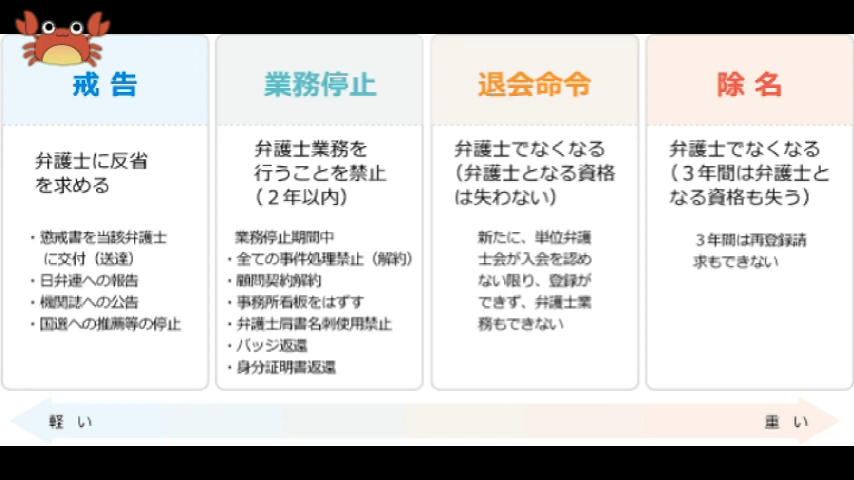 戒 告
弁護士に反省
を求める
・懲戒書を当該弁護士
に交付（送達）
・日弁連への報告
・機関誌への公告
・国選への推薦等の停止
業務停止
弁護士業務を
行うことを禁止
（２年以内）
業務停止期間中
・全ての事件処理禁止（解約）
・顧問契約解約
・事務所看板をはずす
・弁護士肩書名刺使用禁止
・バッジ返還
・身分証明書返還
退会命令
弁護士でなくなる
（弁護士となる資格
は失わない）
新たに、単位弁護
士会が入会を認め
ない限り、登録が
できず、弁護士業
務もできない
除 名
弁護士でなくなる
（３年間は弁護士と
なる資格も失う）
３年間は再登録請
求もできない
軽 い
重 い